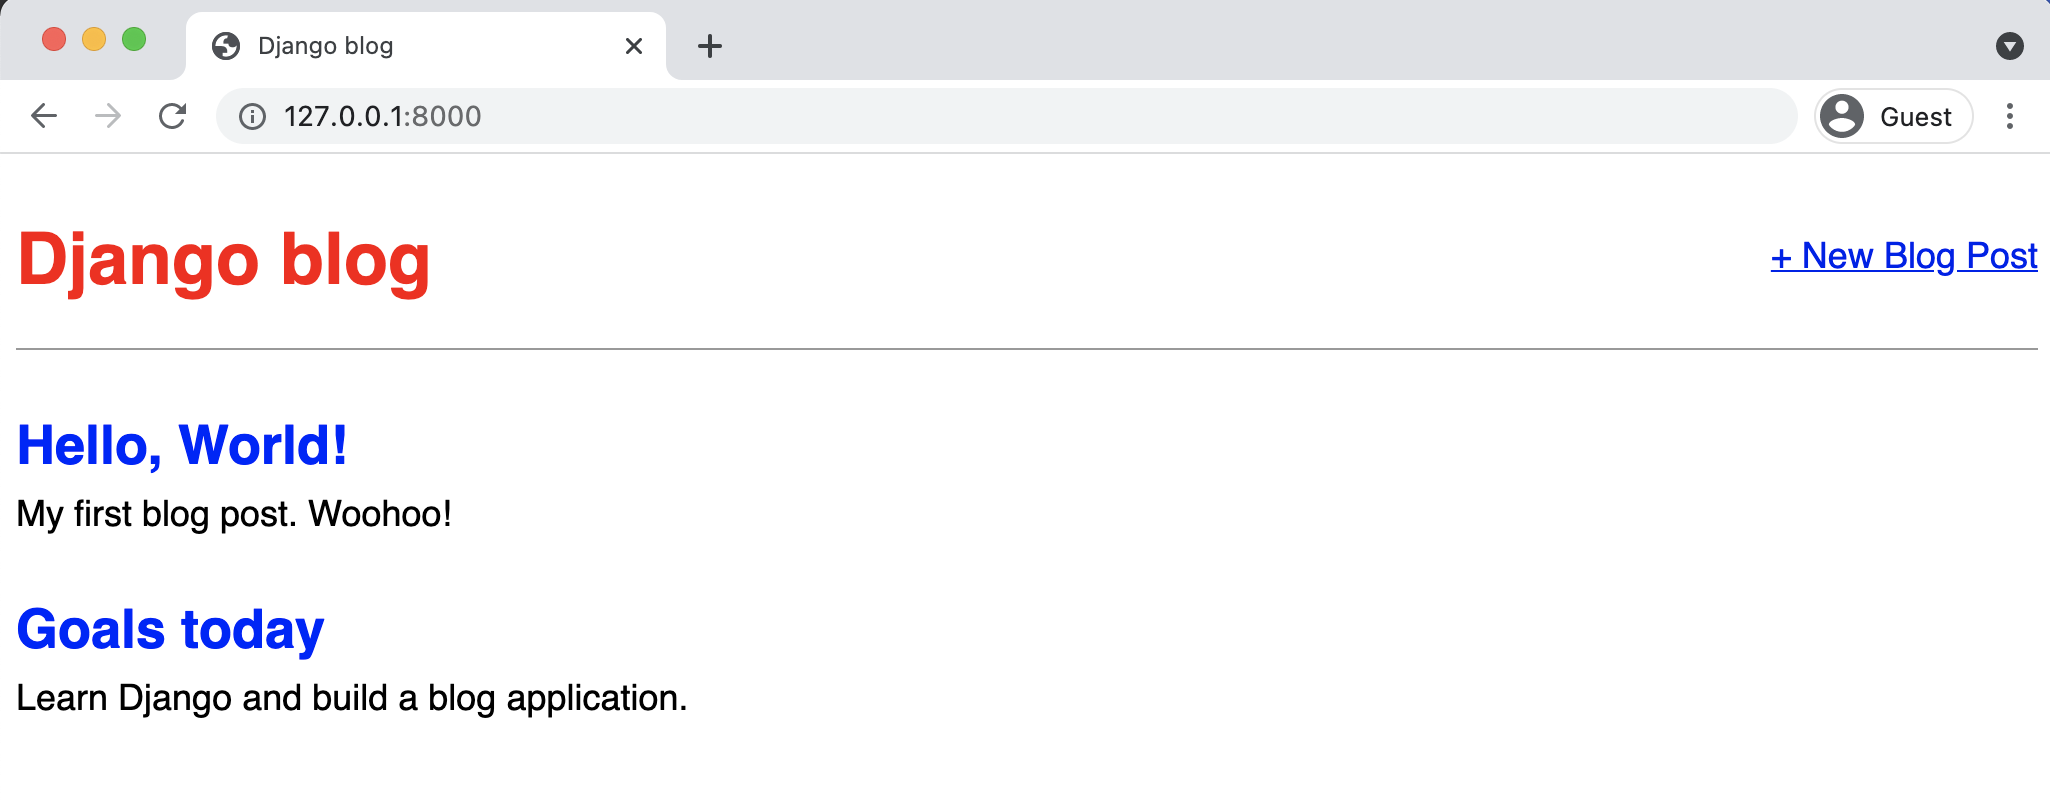 Django blog
127.0.0.1:8000
Guest
Django blog
+ New Blog Post
Hello, World!
My first blog post. Woohoo!
Goals today
Learn Django and build a blog application.